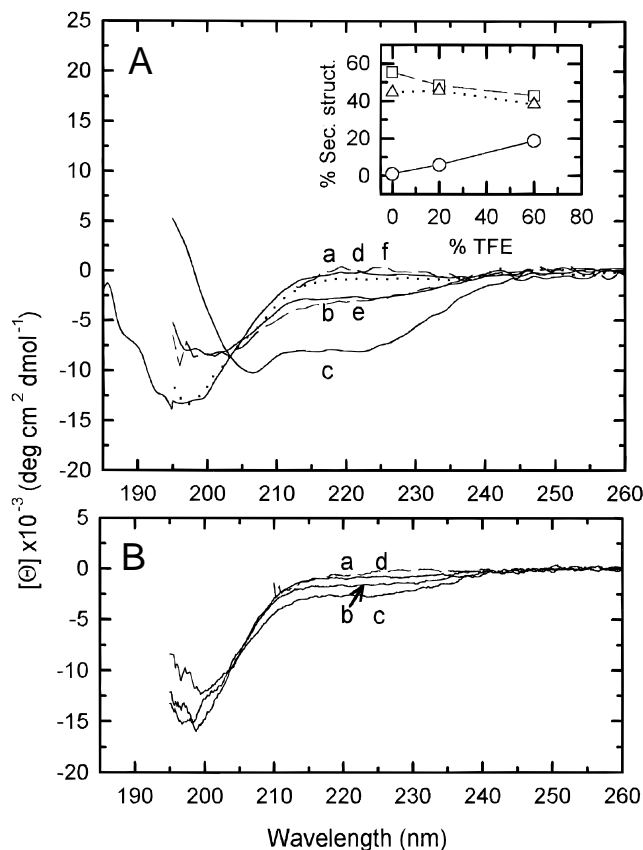 A
25
20
15
10
5
0
-5
-10
-15
-20
190 200 210 220 230 240 250 260
a d f
b e
c
% Sec. struct.
60
40
20
0
0 20 40 60 80
% TFE
[Θ] x10⁻³ (deg cm² dmol⁻¹)
B
5
0
-5
-10
-15
-20
a d
b c
190 200 210 220 230 240 250 260
Wavelength (nm)